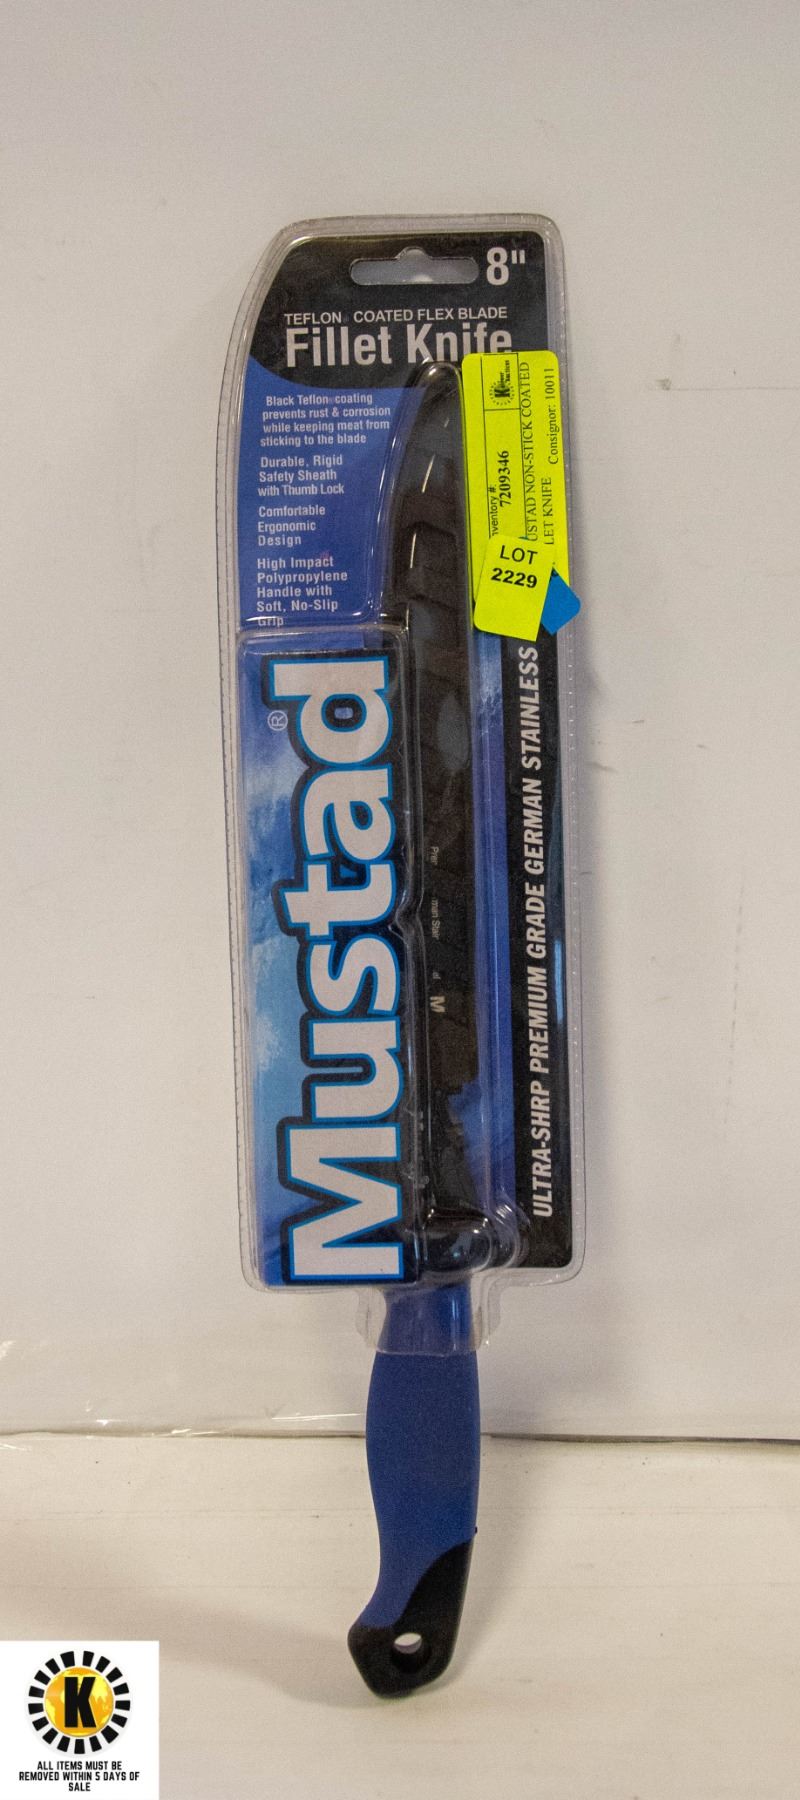 8"
TEFLON® COATED FLEX BLADE
Fillet Knife
Black Teflon® coating
prevents rust & corrosion
while keeping meat from
sticking to the blade
Durable, Rigid
Safety Sheath
with Thumb Lock
Comfortable
Ergonomic
Design
High Impact
Polypropylene
Handle with
Soft, No-Slip
Grip
Mustad®
ULTRA-SHRP PREMIUM GRADE GERMAN STAINLESS
nventory #:
7209346
USTAD NON-STICK COATED
LET KNIFE
Consignor: 10011
LOT
2229
M
K
ALL ITEMS MUST BE
REMOVED WITHIN 5 DAYS OF
SALE